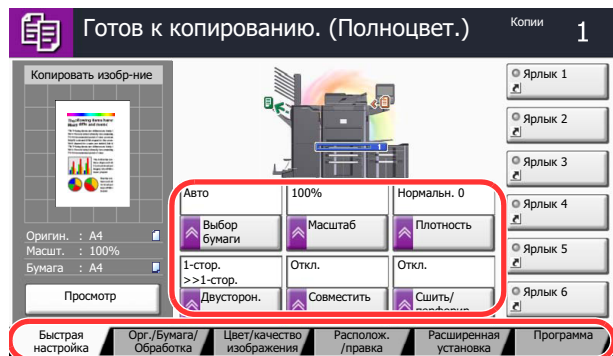 Готов к копированию. (Полноцвет.)
Копии
1
Копировать изобр-ние
Оригин. : A4
Масшт. : 100%
Бумага : A4
Просмотр
1
Авто
100%
Нормальн. 0
Выбор
бумаги
Масштаб
Плотность
1-стор.
>>1-стор.
Откл.
Откл.
Двусторон.
Совместить
Сшить/
перфорир.
Ярлык 1
Ярлык 2
Ярлык 3
Ярлык 4
Ярлык 5
Ярлык 6
Быстрая
настройка
Орг./Бумага/
Обработка
Цвет/качество
изображения
Располож.
/правка
Расширенная
установка
Программа